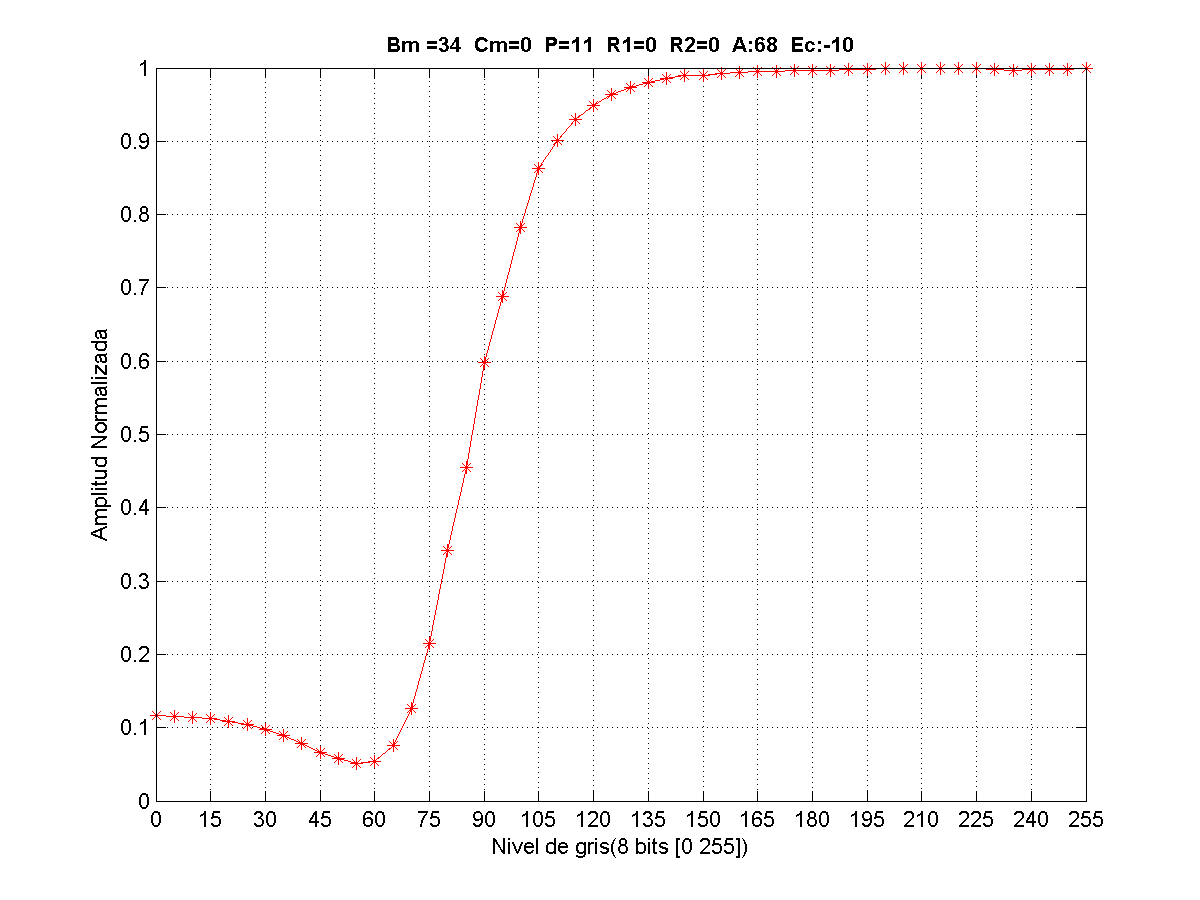 Bm =34 Cm=0 P=11 R1=0 R2=0 A:68 Ec:-10
1
0.9
0.8
0.7
0.6
0.5
0.4
0.3
0.2
0.1
0
Amplitud Normalizada
0 15 30 45 60 75 90 105 120 135 150 165 180 195 210 225 240 255
Nivel de gris(8 bits [0 255])